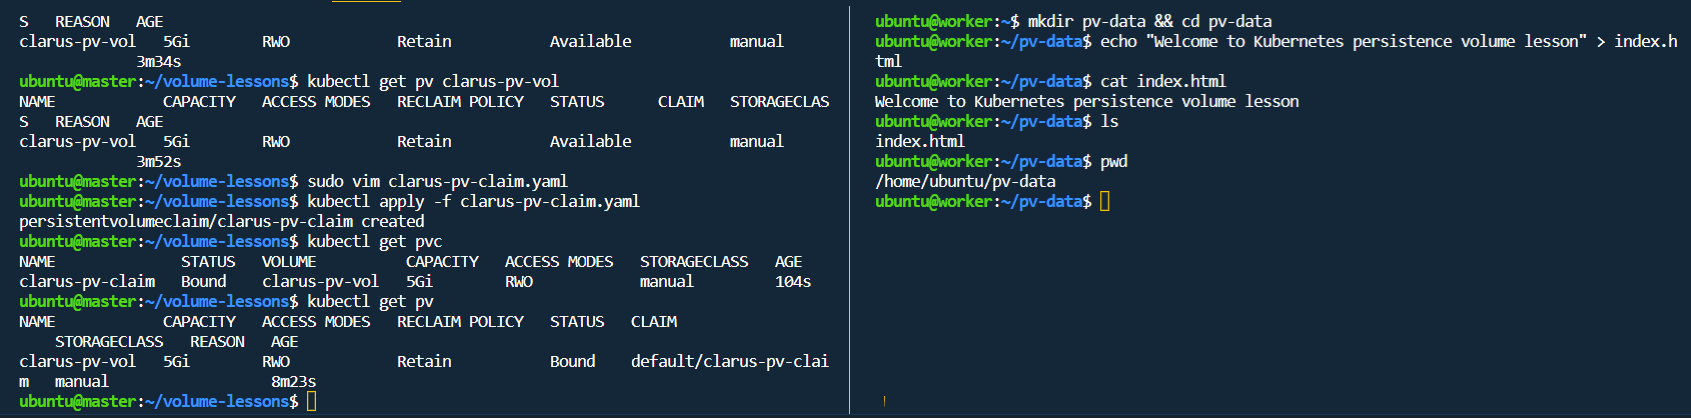 S   REASON   AGE
clarus-pv-vol   5Gi        RWO            Retain           Available           manual
             3m34s
ubuntu@master:~/volume-lessons$ kubectl get pv clarus-pv-vol
NAME            CAPACITY   ACCESS MODES   RECLAIM POLICY   STATUS      CLAIM   STORAGECLAS
S   REASON   AGE
clarus-pv-vol   5Gi        RWO            Retain           Available           manual
             3m52s
ubuntu@master:~/volume-lessons$ sudo vim clarus-pv-claim.yaml
ubuntu@master:~/volume-lessons$ kubectl apply -f clarus-pv-claim.yaml
persistentvolumeclaim/clarus-pv-claim created
ubuntu@master:~/volume-lessons$ kubectl get pvc
NAME              STATUS   VOLUME          CAPACITY   ACCESS MODES   STORAGECLASS   AGE
clarus-pv-claim   Bound    clarus-pv-vol   5Gi        RWO            manual         104s
ubuntu@master:~/volume-lessons$ kubectl get pv
NAME            CAPACITY   ACCESS MODES   RECLAIM POLICY   STATUS   CLAIM
    STORAGECLASS   REASON   AGE
clarus-pv-vol   5Gi        RWO            Retain           Bound    default/clarus-pv-clai
m   manual                  8m23s
ubuntu@master:~/volume-lessons$
ubuntu@worker:~$ mkdir pv-data && cd pv-data
ubuntu@worker:~/pv-data$ echo "Welcome to Kubernetes persistence volume lesson" > index.h
tml
ubuntu@worker:~/pv-data$ cat index.html
Welcome to Kubernetes persistence volume lesson
ubuntu@worker:~/pv-data$ ls
index.html
ubuntu@worker:~/pv-data$ pwd
/home/ubuntu/pv-data
ubuntu@worker:~/pv-data$